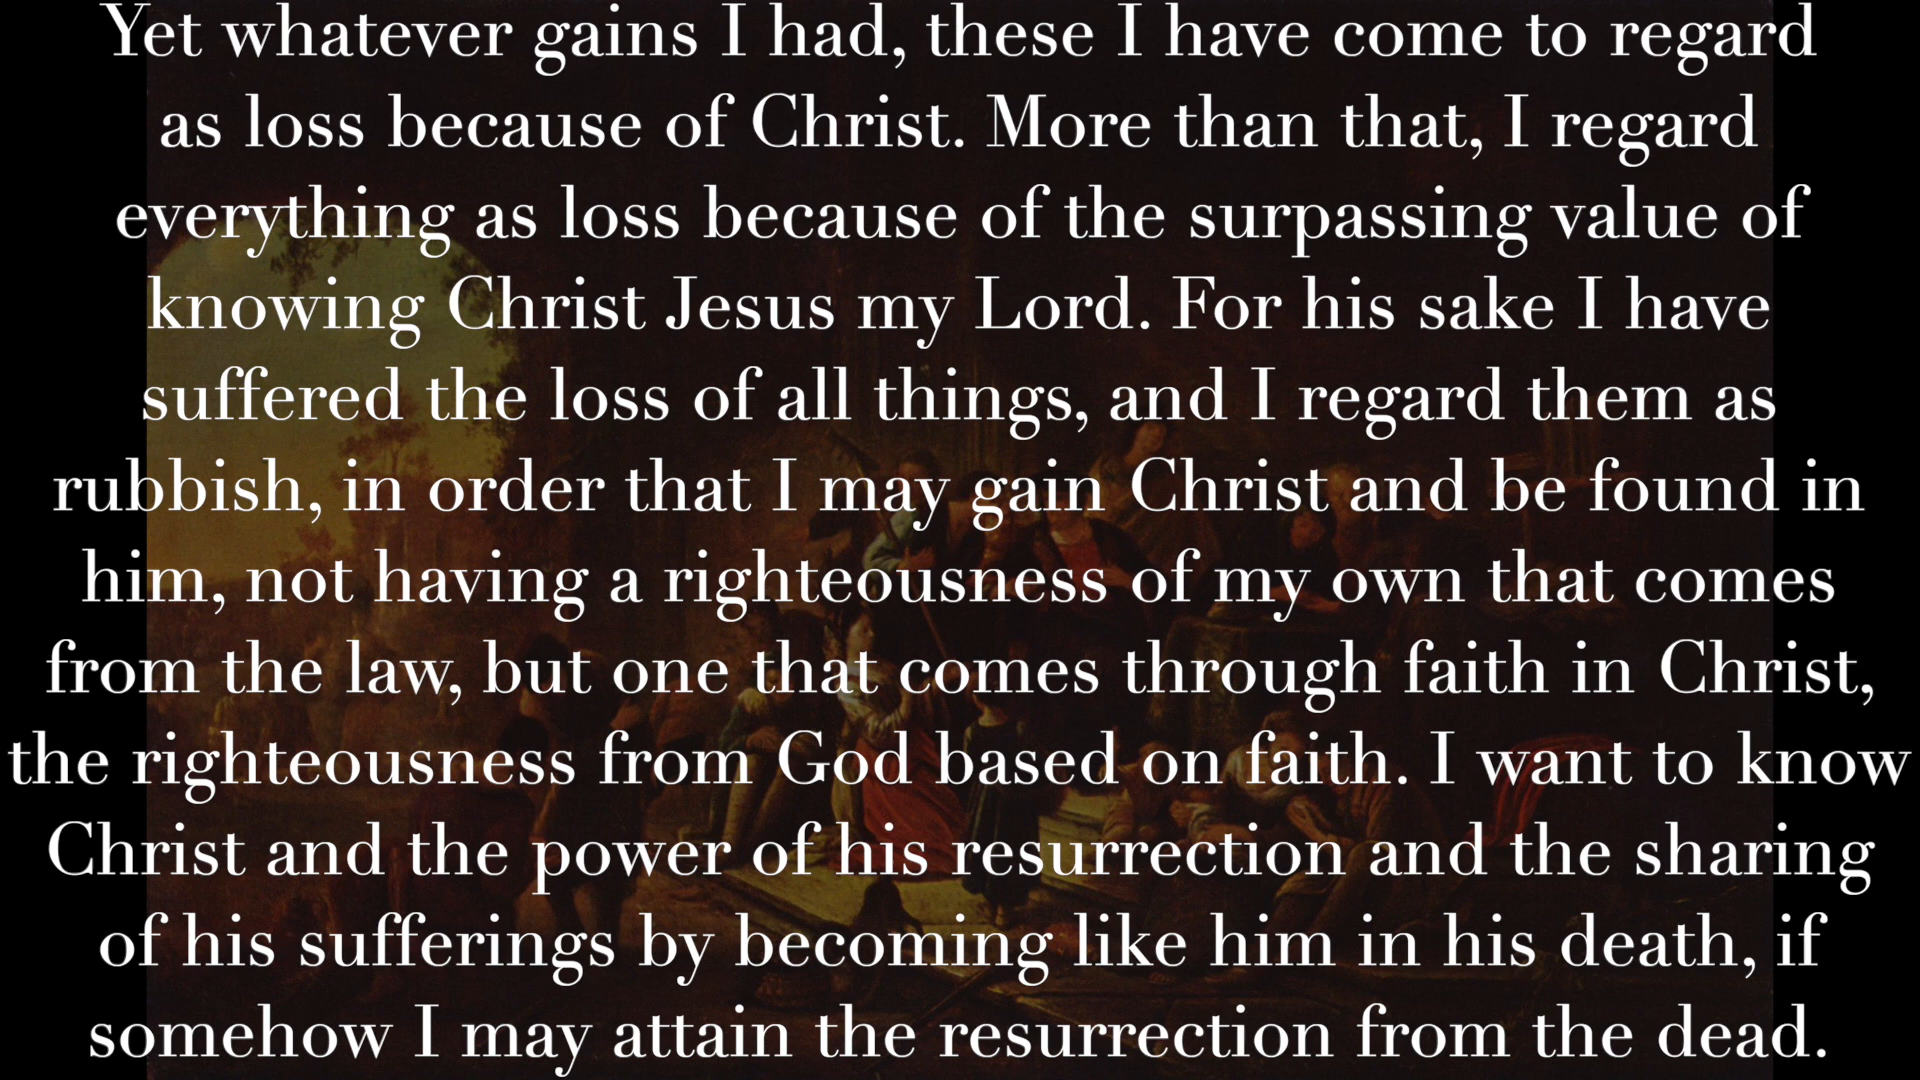 Yet whatever gains I had, these I have come to regard
as loss because of Christ. More than that, I regard
everything as loss because of the surpassing value of
knowing Christ Jesus my Lord. For his sake I have
suffered the loss of all things, and I regard them as
rubbish, in order that I may gain Christ and be found in
him, not having a righteousness of my own that comes
from the law, but one that comes through faith in Christ,
the righteousness from God based on faith. I want to know
Christ and the power of his resurrection and the sharing
of his sufferings by becoming like him in his death, if
somehow I may attain the resurrection from the dead.